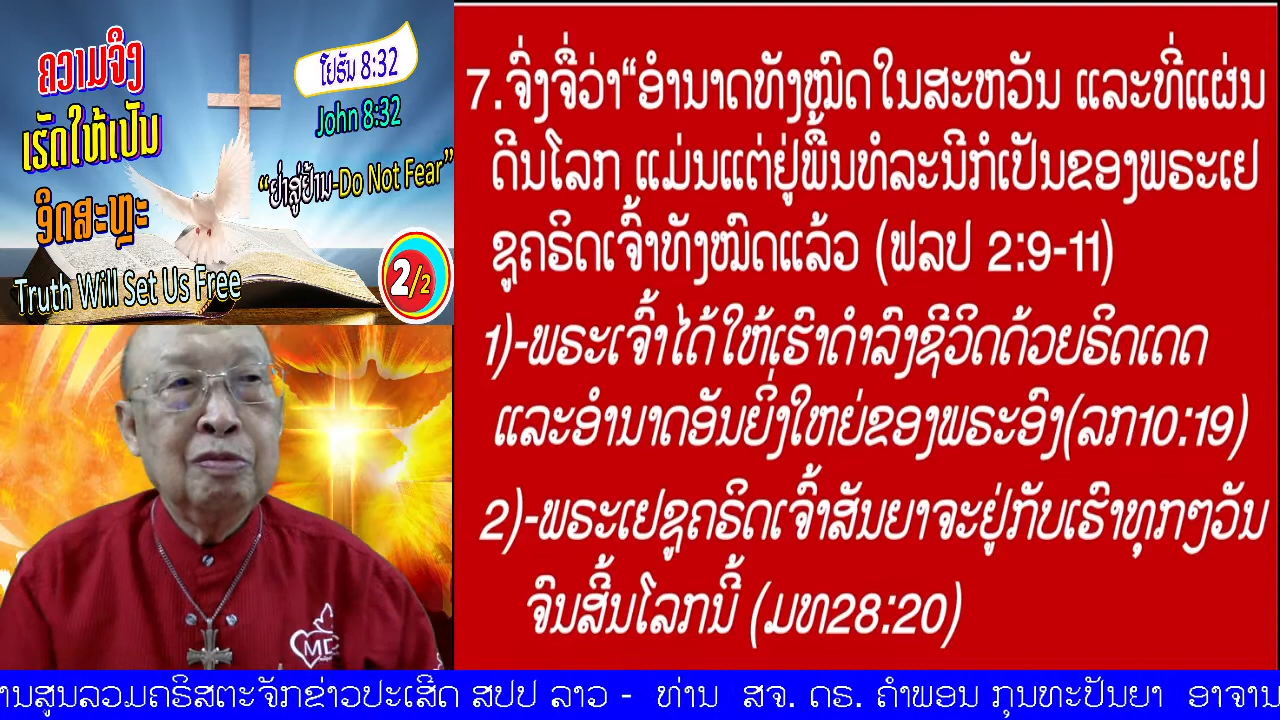 ຄວາມຈິງ
ເຮັດໃຫ້ເປັນ
ອິດສະຫຼະ
Truth Will Set Us Free
ໂຢຮັນ 8:32
John 8:32
“ຢ່າສູ່ຢ້ານ-Do Not Fear”
2/2
7.ຈົ່ງຈື່ວ່າ“ອຳນາດທັງໝົດໃນສະຫວັນ ແລະທີ່ແຜ່ນ
ດີນໂລກ ແມ່ນແຕ່ຢູ່ພື້ນທໍລະນີກໍເປັນຂອງພຣະເຢ
ຊູຄຣິດເຈົ້າທັງໝົດແລ້ວ (ຟລປ 2:9-11)
1)-ພຣະເຈົ້າໄດ້ໃຫ້ເຮົາດຳລົງຊີວິດດ້ວຍຣິດເດດ
ແລະອຳນາດອັນຍິ່ງໃຫຍ່ຂອງພຣະອົງ(ລກ10:19)
2)-ພຣະເຢຊູຄຣິດເຈົ້າສັນຍາຈະຢູ່ກັບເຮົາທຸກໆວັນ
ຈົນສິ້ນໂລກນີ້ (ມທ28:20)
ານສູນລວມຄຣິສຕະຈັກຂ່າວປະເສີດ ສປປ ລາວ - ທ່ານ ສຈ. ດຣ. ຄຳພອນ ກຸນທະປັນຍາ ອາຈານ